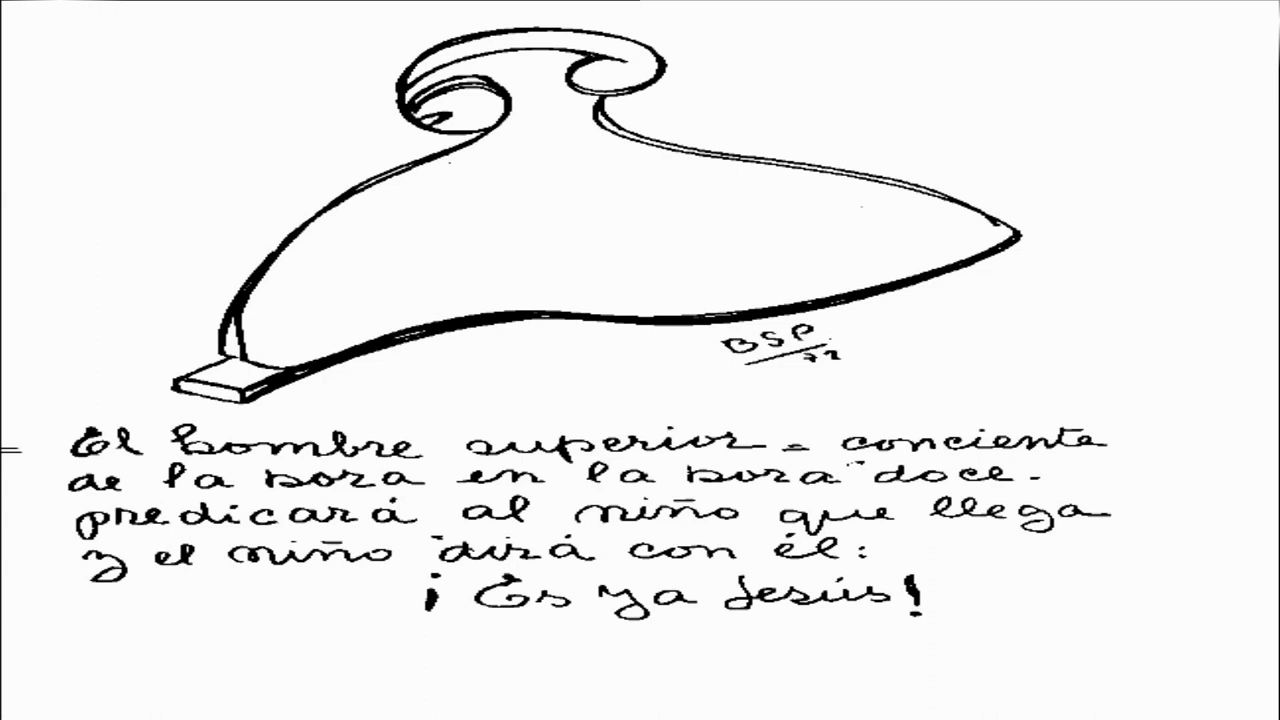 BSP
72
= El hombre superior = conciente
de la hora en la hora doce.
predicará al niño que llega
y el niño dirá con él:
¡Es ya Jesús!